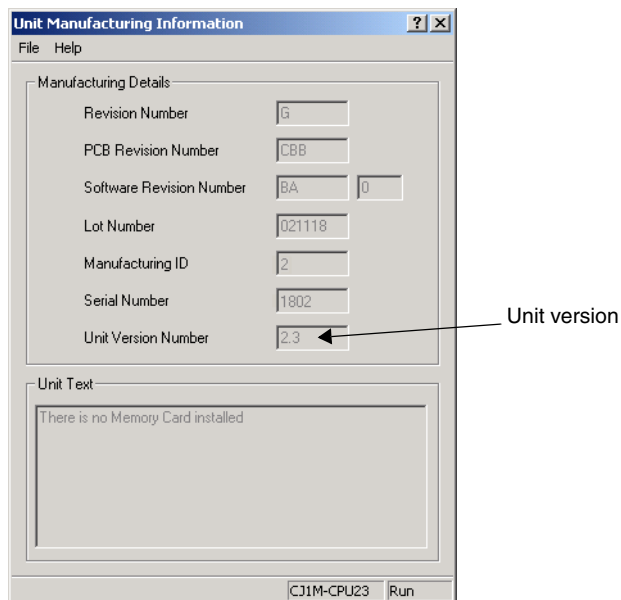 Unit Manufacturing Information
File Help
Manufacturing Details
Revision Number G
PCB Revision Number CBB
Software Revision Number BA 0
Lot Number 021118
Manufacturing ID 2
Serial Number 1802
Unit Version Number 2.3
Unit version
Unit Text
There is no Memory Card installed
CJ1M-CPU23 Run